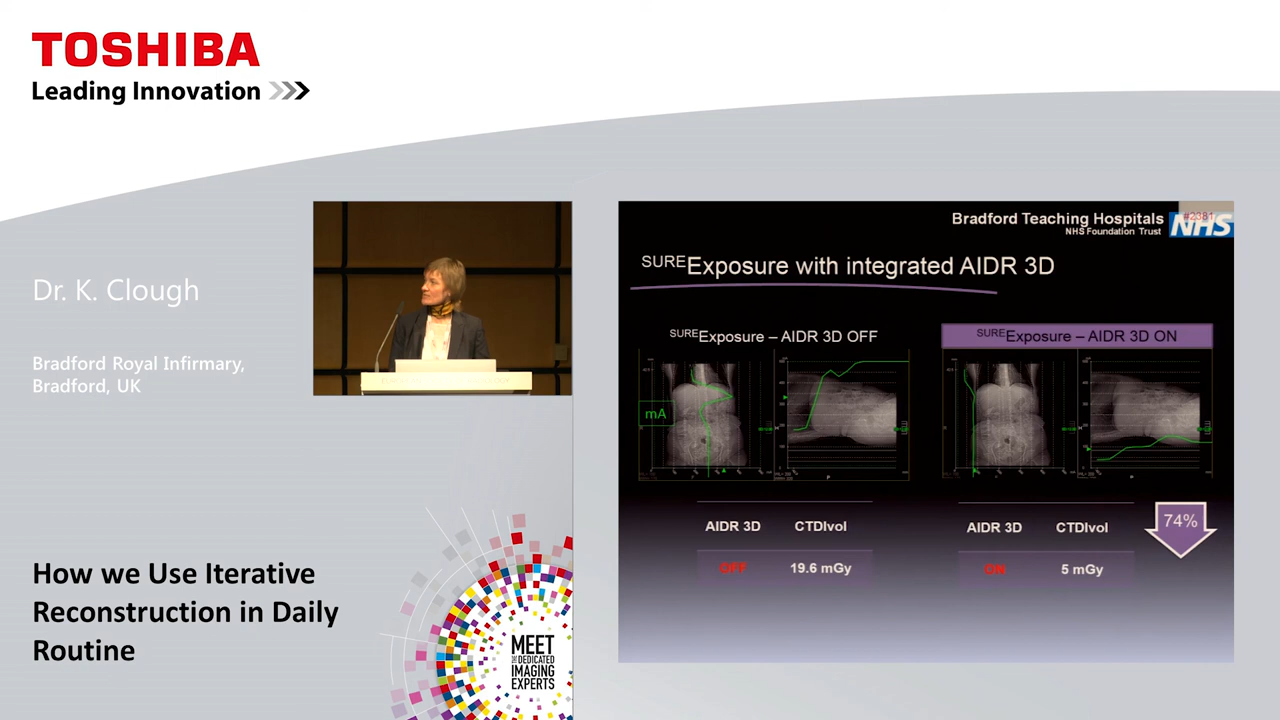 TOSHIBA
Leading Innovation
Dr. K. Clough
Bradford Royal Infirmary,
Bradford, UK
How we Use Iterative
Reconstruction in Daily
Routine
MEET
THE DEDICATED
IMAGING
EXPERTS
Bradford Teaching Hospitals
NHS Foundation Trust
#2381
NHS
SUREExposure with integrated AIDR 3D
SUREExposure – AIDR 3D OFF
SUREExposure – AIDR 3D ON
mA
AIDR 3D CTDIvol
OFF 19.6 mGy
AIDR 3D CTDIvol
ON 5 mGy
74%